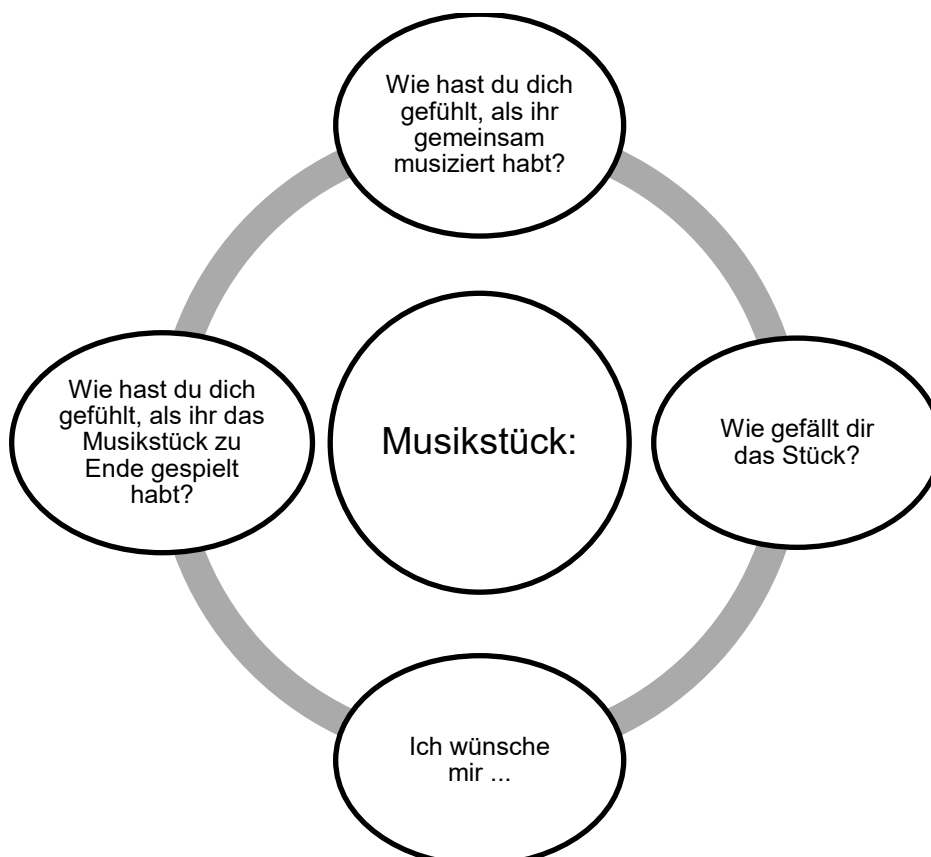 Wie hast du dich
gefühlt, als ihr
gemeinsam
musiziert habt?
Wie hast du dich
gefühlt, als ihr das
Musikstück zu
Ende gespielt
habt?
Musikstück:
Wie gefällt dir
das Stück?
Ich wünsche
mir ...